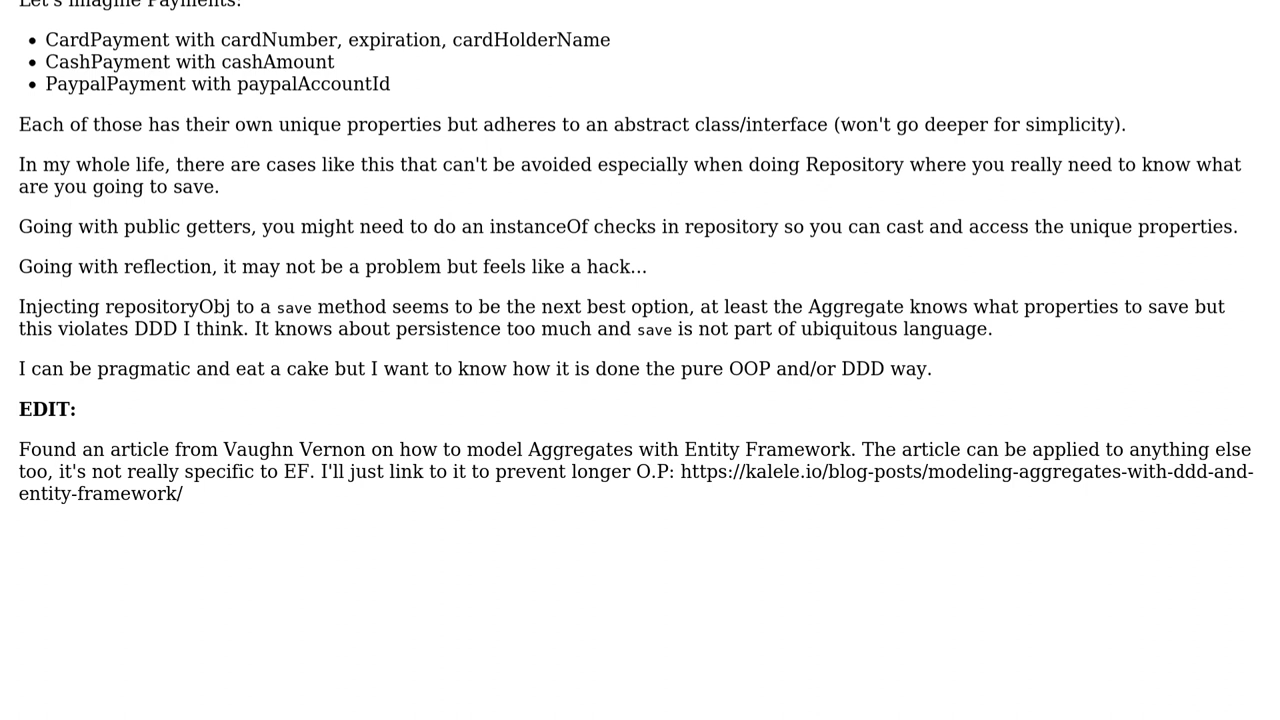 Let's imagine Payments:
CardPayment with cardNumber, expiration, cardHolderName
CashPayment with cashAmount
PaypalPayment with paypalAccountId
Each of those has their own unique properties but adheres to an abstract class/interface (won't go deeper for simplicity).
In my whole life, there are cases like this that can't be avoided especially when doing Repository where you really need to know what
are you going to save.
Going with public getters, you might need to do an instanceOf checks in repository so you can cast and access the unique properties.
Going with reflection, it may not be a problem but feels like a hack...
Injecting repositoryObj to a save method seems to be the next best option, at least the Aggregate knows what properties to save but
this violates DDD I think. It knows about persistence too much and save is not part of ubiquitous language.
I can be pragmatic and eat a cake but I want to know how it is done the pure OOP and/or DDD way.
EDIT:
Found an article from Vaughn Vernon on how to model Aggregates with Entity Framework. The article can be applied to anything else
too, it's not really specific to EF. I'll just link to it to prevent longer O.P: https://kalele.io/blog-posts/modeling-aggregates-with-ddd-and-
entity-framework/